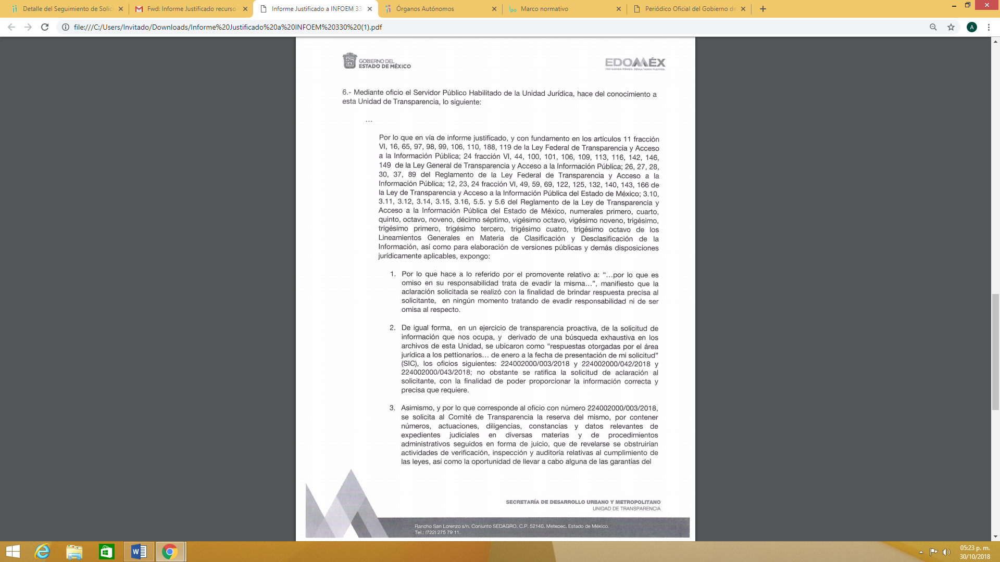 Detalle del Seguimiento de Solici
Fwd: Informe Justificado recurso
Informe Justificado a INFOEM 33
Órganos Autónomos
Marco normativo
Periódico Oficial del Gobierno de
file:///C:/Users/Invitado/Downloads/Informe%20Justificado%20a%20INFOEM%20330%20(1).pdf
A
GOBIERNO DEL
ESTADO DE MÉXICO
EDOMÉX
DECISIONES FIRMES, RESULTADOS FUERTES.
6.- Mediante oficio el Servidor Público Habilitado de la Unidad Jurídica, hace del conocimiento a
esta Unidad de Transparencia, lo siguiente:
...
Por lo que en vía de informe justificado, y con fundamento en los artículos 11 fracción
VI, 16, 65, 97, 98, 99, 106, 110, 188, 119 de la Ley Federal de Transparencia y Acceso
a la Información Pública; 24 fracción VI, 44, 100, 101, 106, 109, 113, 116, 142, 146,
149 de la Ley General de Transparencia y Acceso a la Información Pública; 26, 27, 28,
30, 37, 89 del Reglamento de la Ley Federal de Transparencia y Acceso a la
Información Pública; 12, 23, 24 fracción VI, 49, 59, 69, 122, 125, 132, 140, 143, 166 de
la Ley de Transparencia y Acceso a la Información Pública del Estado de México; 3.10,
3.11, 3.12, 3.14, 3.15, 3.16, 5.5. y 5.6 del Reglamento de la Ley de Transparencia y
Acceso a la Información Pública del Estado de México, numerales primero, cuarto,
quinto, octavo, noveno, décimo séptimo, vigésimo octavo, vigésimo noveno, trigésimo,
trigésimo primero, trigésimo tercero, trigésimo cuatro, trigésimo octavo de los
Lineamientos Generales en Materia de Clasificación y Desclasificación de la
Información, así como para elaboración de versiones públicas y demás disposiciones
jurídicamente aplicables, expongo:
1. Por lo que hace a lo referido por el promovente relativo a: “...por lo que es
omiso en su responsabilidad trata de evadir la misma...”, manifiesto que la
aclaración solicitada se realizó con la finalidad de brindar respuesta precisa al
solicitante, en ningún momento tratando de evadir responsabilidad ni de ser
omisa al respecto.
2. De igual forma, en un ejercicio de transparencia proactiva, de la solicitud de
información que nos ocupa, y derivado de una búsqueda exhaustiva en los
archivos de esta Unidad, se ubicaron como “respuestas otorgadas por el área
jurídica a los pettionarios... de enero a la fecha de presentación de mi solicitud”
(SIC), los oficios siguientes: 224002000/003/2018 y 224002000/042/2018 y
224002000/043/2018; no obstante se ratifica la solicitud de aclaración al
solicitante, con la finalidad de poder proporcionar la información correcta y
precisa que requiere.
3. Asimismo, y por lo que corresponde al oficio con número 224002000/003/2018,
se solicita al Comité de Transparencia la reserva del mismo, por contener
números, actuaciones, diligencias, constancias y datos relevantes de
expedientes judiciales en diversas materias y de procedimientos
administrativos seguidos en forma de juicio, que de revelarse se obstruirían
actividades de verificación, inspección y auditoría relativas al cumplimiento de
las leyes, así como la oportunidad de llevar a cabo alguna de las garantías del
SECRETARÍA DE DESARROLLO URBANO Y METROPOLITANO
UNIDAD DE TRANSPARENCIA
Rancho San Lorenzo s/n. Conjunto SEDAGRO, C.P. 52140, Metepec, Estado de México.
Tel.: (722) 275 79 11.
05:23 p. m.
30/10/2018